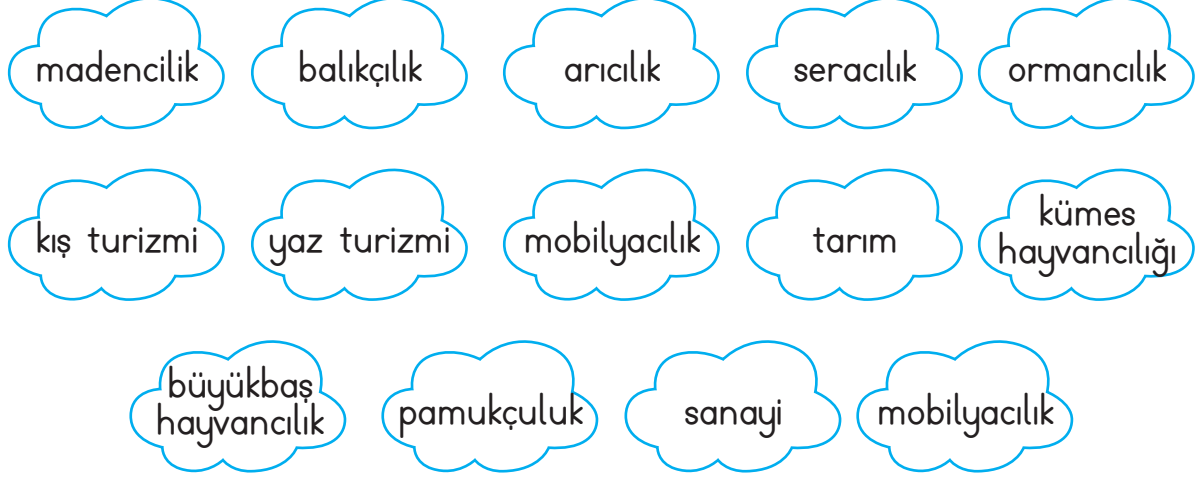 madencilik
balıkçılık
arıcılık
seracılık
ormancılık
kış turizmi
yaz turizmi
mobilyacılık
tarım
kümes
hayvancılığı
büyükbaş
hayvancılık
pamukçuluk
sanayi
mobilyacılık